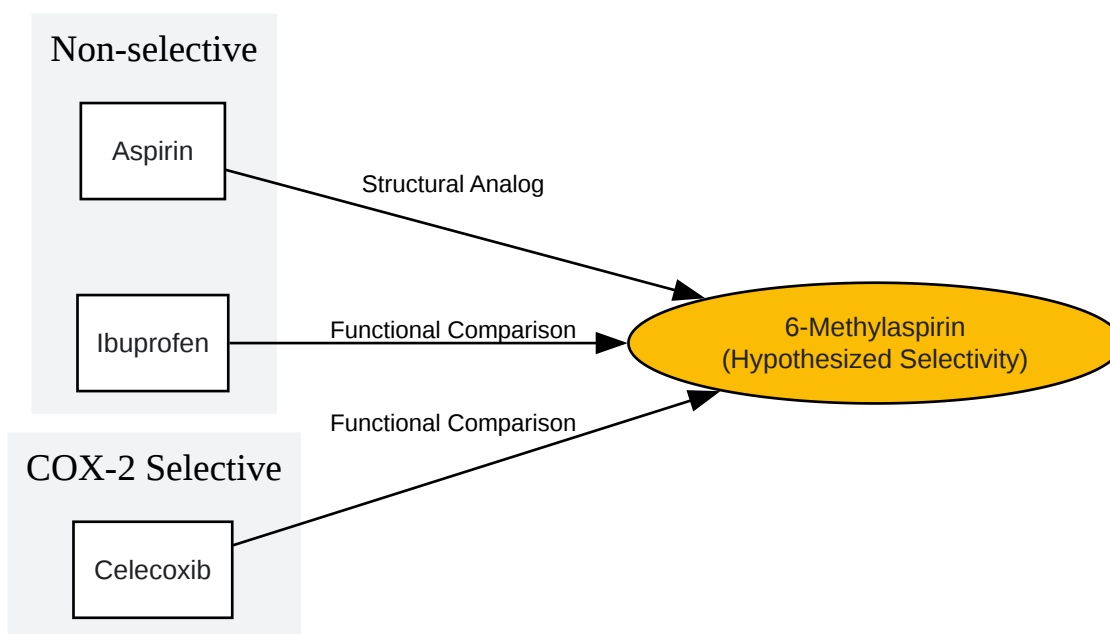 Non-selective
Aspirin
Structural Analog
Ibuprofen
Functional Comparison
6-Methylaspirin
(Hypothesized Selectivity)
Functional Comparison
COX-2 Selective
Celecoxib